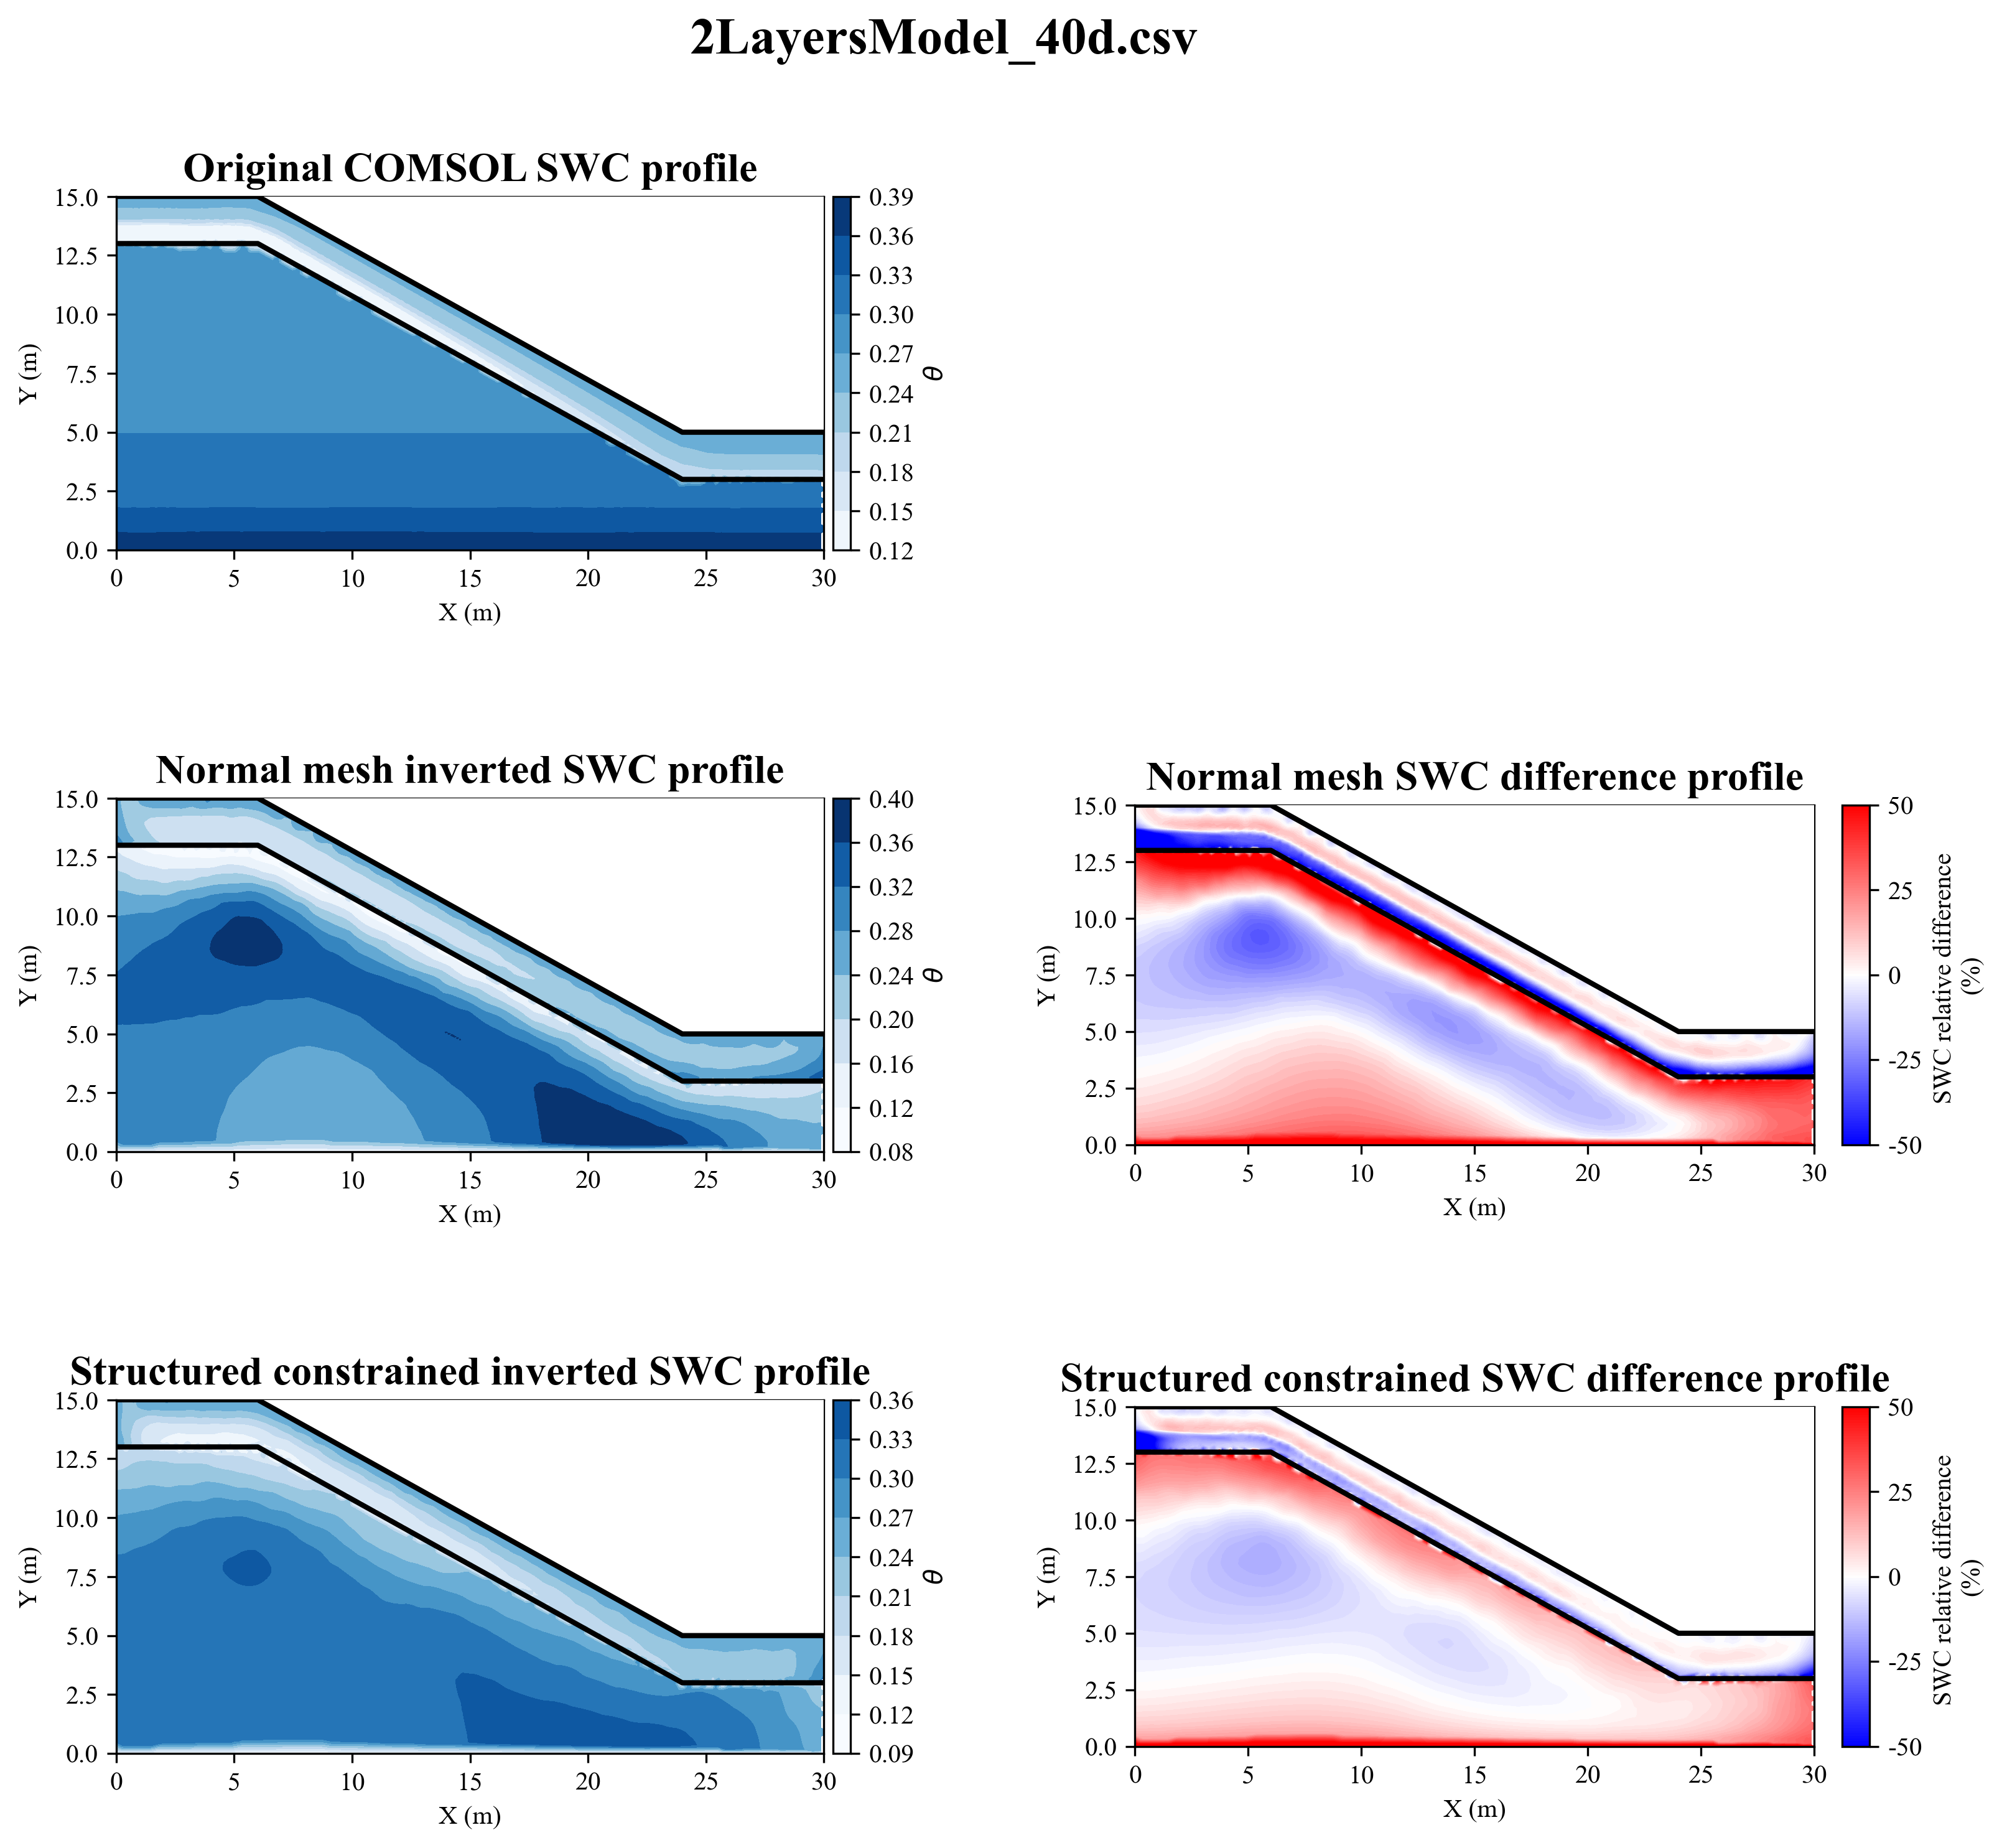 2LayersModel_40d.csv
Original COMSOL SWC profile
15.0
12.5
10.0
7.5
5.0
2.5
0.0
Y (m)
0 5 10 15 20 25 30
X (m)
0.39
0.36
0.33
0.30
0.27
0.24
0.21
0.18
0.15
0.12
θ
Normal mesh inverted SWC profile
15.0
12.5
10.0
7.5
5.0
2.5
0.0
Y (m)
0 5 10 15 20 25 30
X (m)
0.40
0.36
0.32
0.28
0.24
0.20
0.16
0.12
0.08
θ
Normal mesh SWC difference profile
15.0
12.5
10.0
7.5
5.0
2.5
0.0
Y (m)
0 5 10 15 20 25 30
X (m)
50
25
0
-25
-50
SWC relative difference
(%)
Structured constrained inverted SWC profile
15.0
12.5
10.0
7.5
5.0
2.5
0.0
Y (m)
0 5 10 15 20 25 30
X (m)
0.36
0.33
0.30
0.27
0.24
0.21
0.18
0.15
0.12
0.09
θ
Structured constrained SWC difference profile
15.0
12.5
10.0
7.5
5.0
2.5
0.0
Y (m)
0 5 10 15 20 25 30
X (m)
50
25
0
-25
-50
SWC relative difference
(%)